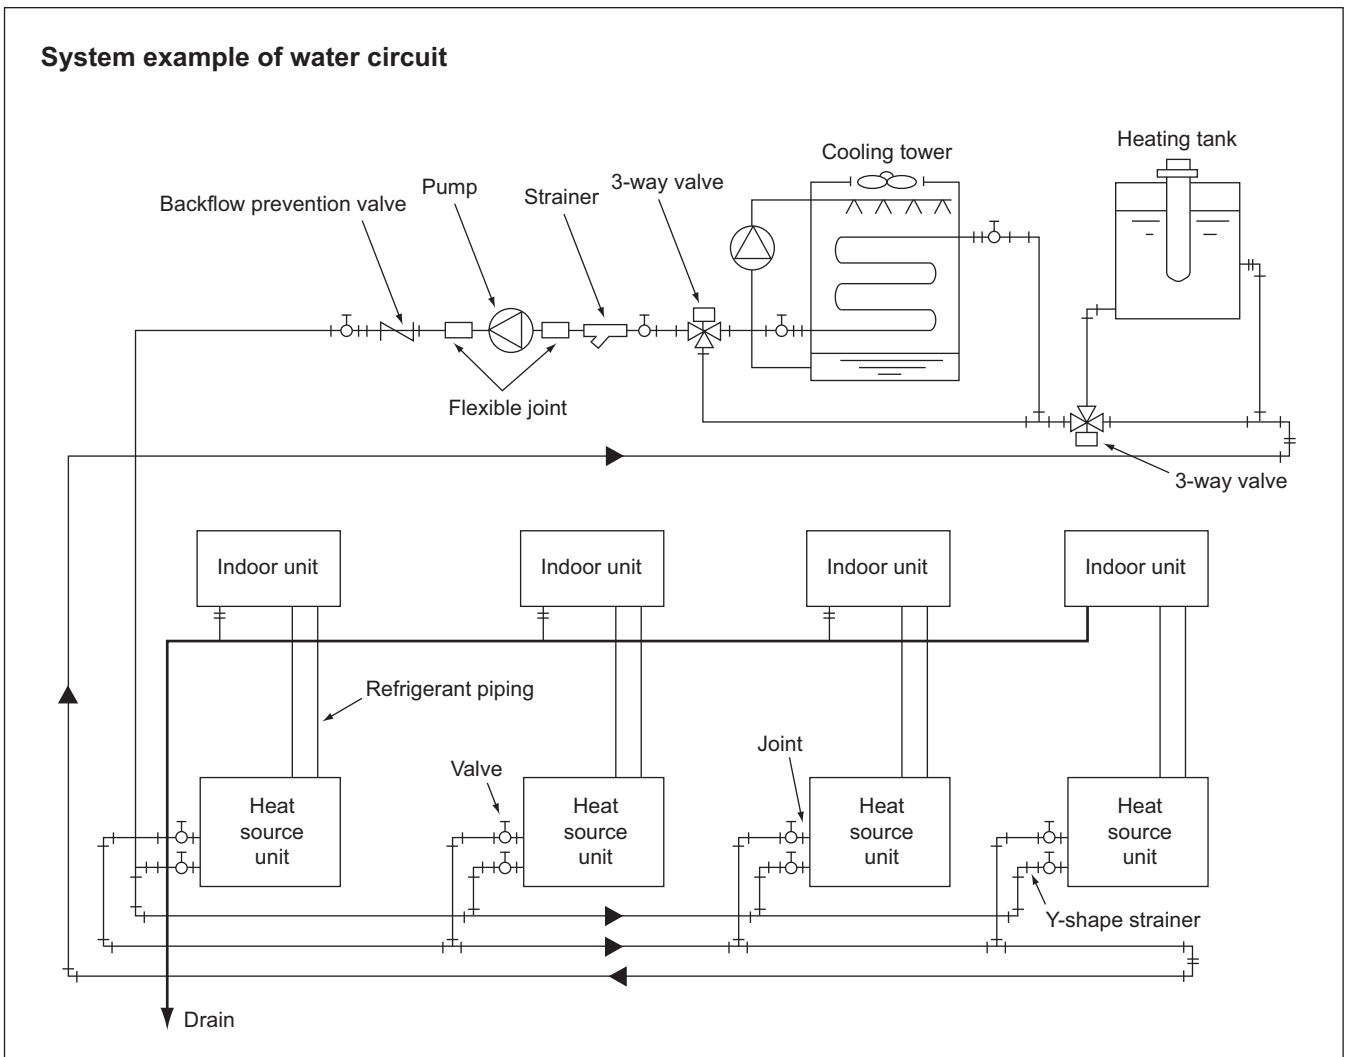 System example of water circuit
Heating tank
Cooling tower
3-way valve
Pump
Strainer
Backflow prevention valve
Flexible joint
3-way valve
Indoor unit
Indoor unit
Indoor unit
Indoor unit
Refrigerant piping
Joint
Valve
Heat
source
unit
Heat
source
unit
Heat
source
unit
Heat
source
unit
Y-shape strainer
Drain